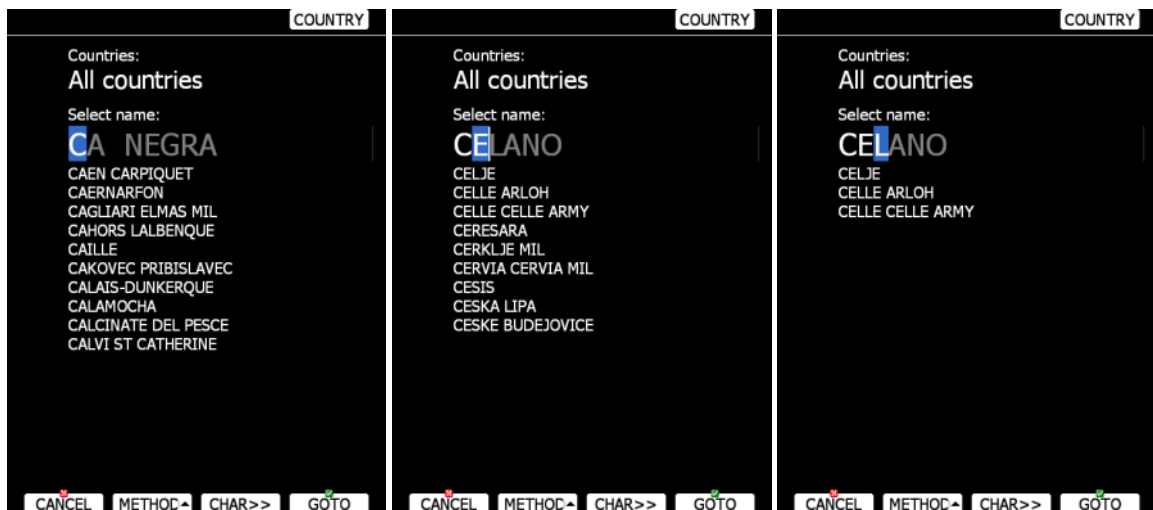 COUNTRY
Countries:
All countries
Select name:
CA NEGRA
CAEN CARPIQUET
CAERNARFON
CAGLIARI ELMAS MIL
CAHORS LALBENQUE
CAILLE
CAKOVEC PRIBISLAVEC
CALAIS-DUNKERQUE
CALAMOCHA
CALCINATE DEL PESCE
CALVI ST CATHERINE
CANCEL METHOD CHAR>> GOTO
COUNTRY
Countries:
All countries
Select name:
CELANO
CELJE
CELLE ARLOH
CELLE CELLE ARMY
CERESARA
CERKLJE MIL
CERVIA CERVIA MIL
CESIS
CESKA LIPA
CESKE BUDEJOVICE
CANCEL METHOD CHAR>> GOTO
COUNTRY
Countries:
All countries
Select name:
CELANO
CELJE
CELLE ARLOH
CELLE CELLE ARMY
CANCEL METHOD CHAR>> GOTO